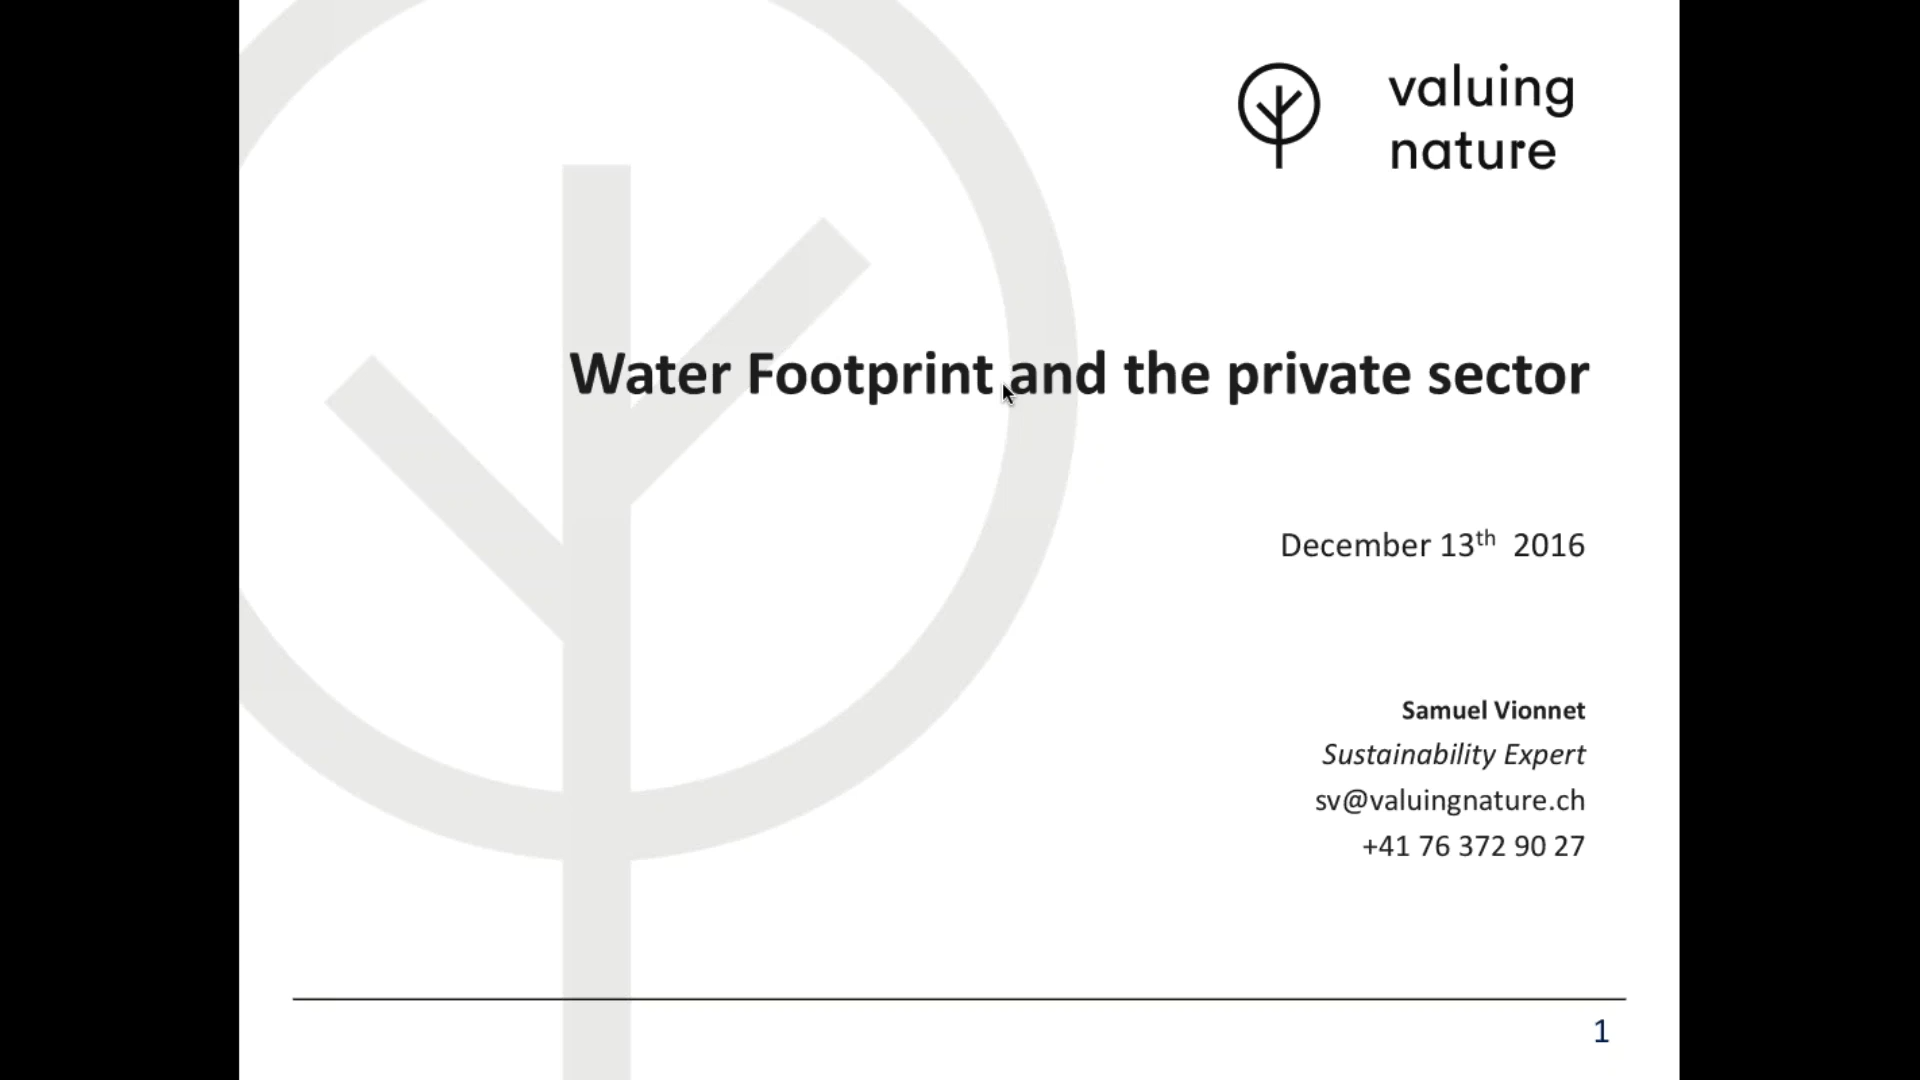 valuing
nature
Water Footprint and the private sector
December 13th 2016
Samuel Vionnet
Sustainability Expert
sv@valuingnature.ch
+41 76 372 90 27
1